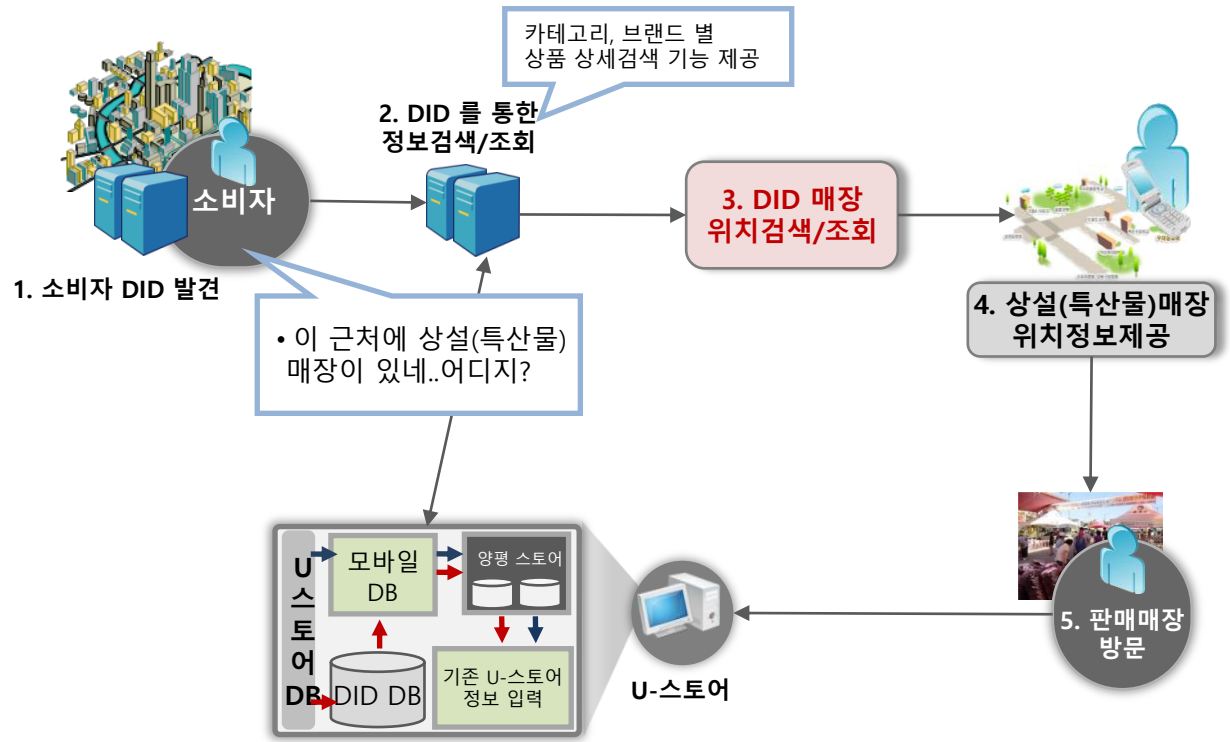 카테고리, 브랜드 별
상품 상세검색 기능 제공
2. DID 를 통한
정보검색/조회
소비자
3. DID 매장
위치검색/조회
1. 소비자 DID 발견
• 이 근처에 상설(특산물)
매장이 있네..어디지?
4. 상설(특산물)매장
위치정보제공
U
스
토
어
DB
모바일
DB
양평 스토어
DID DB
기존 U-스토어
정보 입력
U-스토어
5. 판매매장
방문